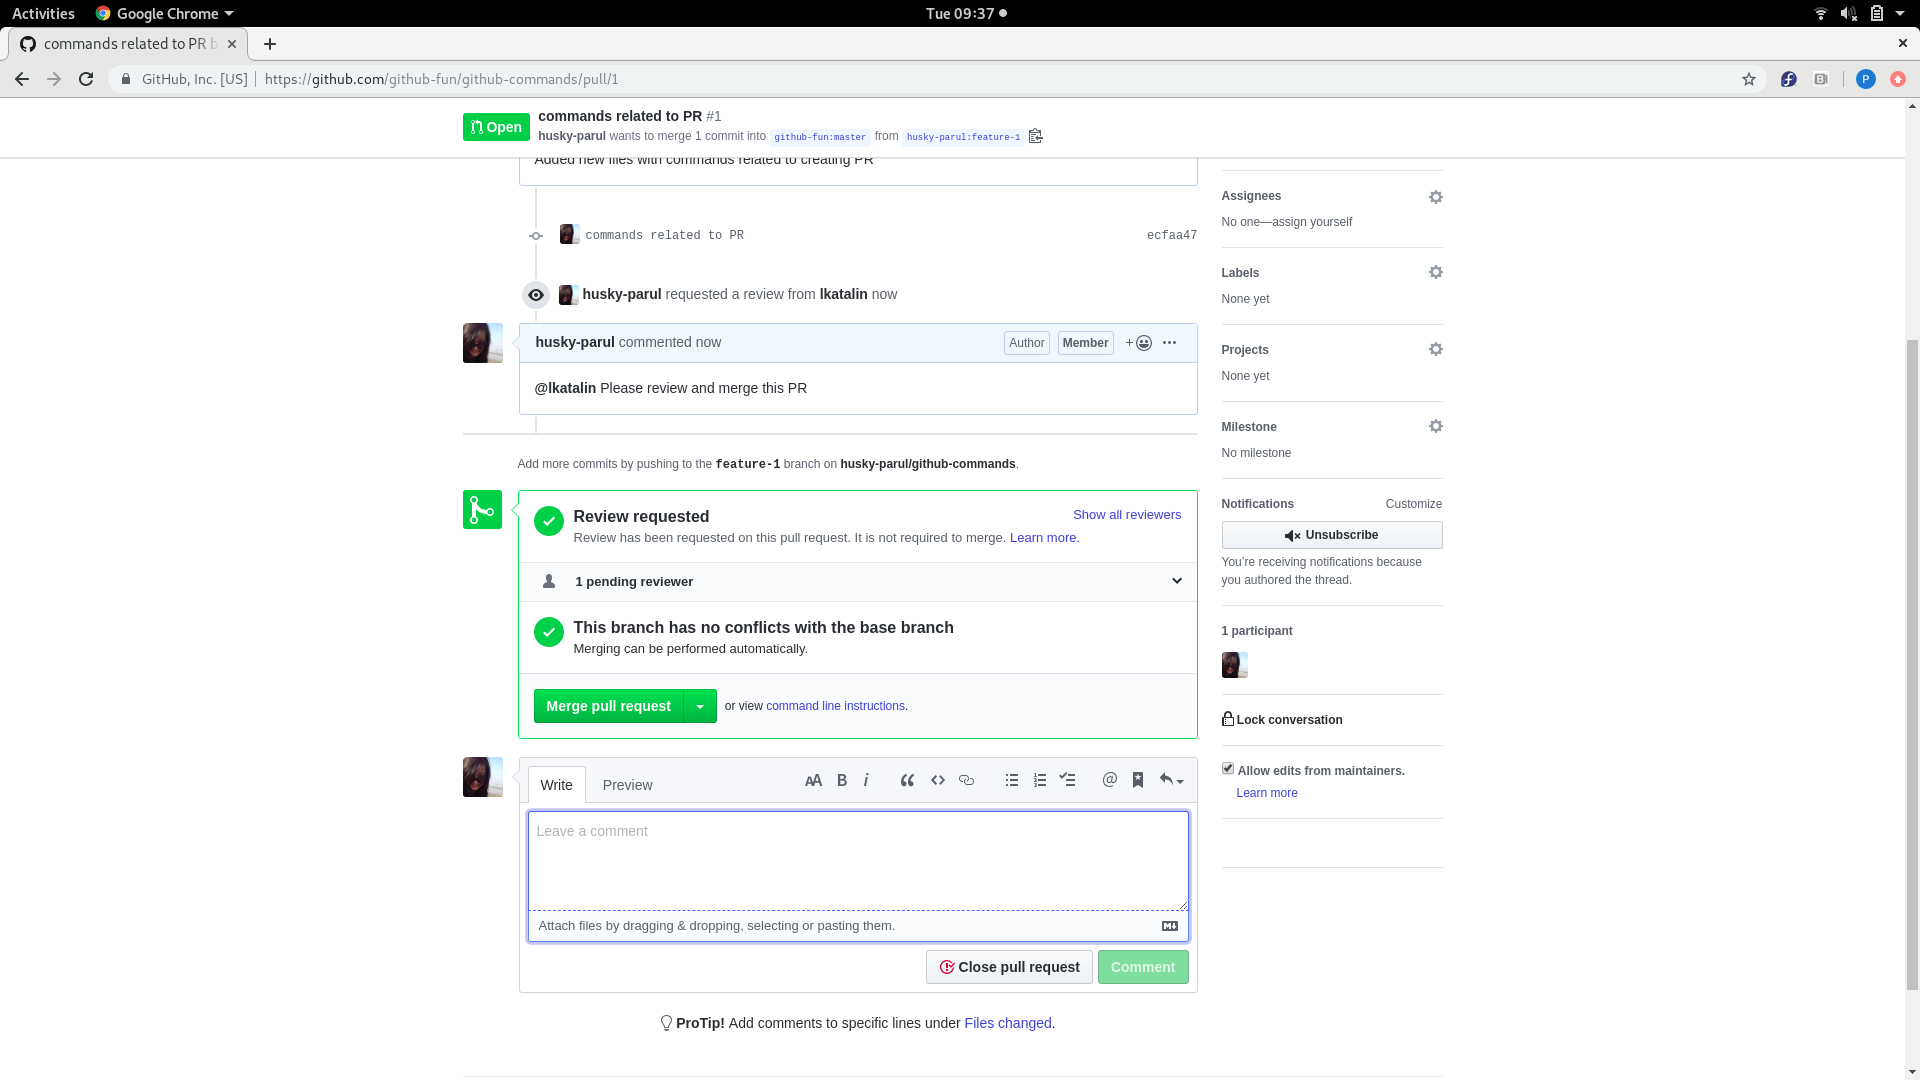 Activities
Google Chrome
Tue 09:37
commands related to PR b
GitHub, Inc. [US]
https://github.com/github-fun/github-commands/pull/1
P
Open
commands related to PR #1
husky-parul wants to merge 1 commit into github-fun:master from husky-parul:feature-1
Added new files with commands related to creating PR
commands related to PR
ecfaa47
husky-parul requested a review from lkatalin now
husky-parul commented now
Author
Member
@lkatalin Please review and merge this PR
Add more commits by pushing to the feature-1 branch on husky-parul/github-commands.
Review requested
Show all reviewers
Review has been requested on this pull request. It is not required to merge. Learn more.
1 pending reviewer
This branch has no conflicts with the base branch
Merging can be performed automatically.
Merge pull request
or view command line instructions.
Write
Preview
Leave a comment
Attach files by dragging & dropping, selecting or pasting them.
Close pull request
Comment
ProTip! Add comments to specific lines under Files changed.
Assignees
No one—assign yourself
Labels
None yet
Projects
None yet
Milestone
No milestone
Notifications
Customize
Unsubscribe
You're receiving notifications because
you authored the thread.
1 participant
Lock conversation
Allow edits from maintainers.
Learn more